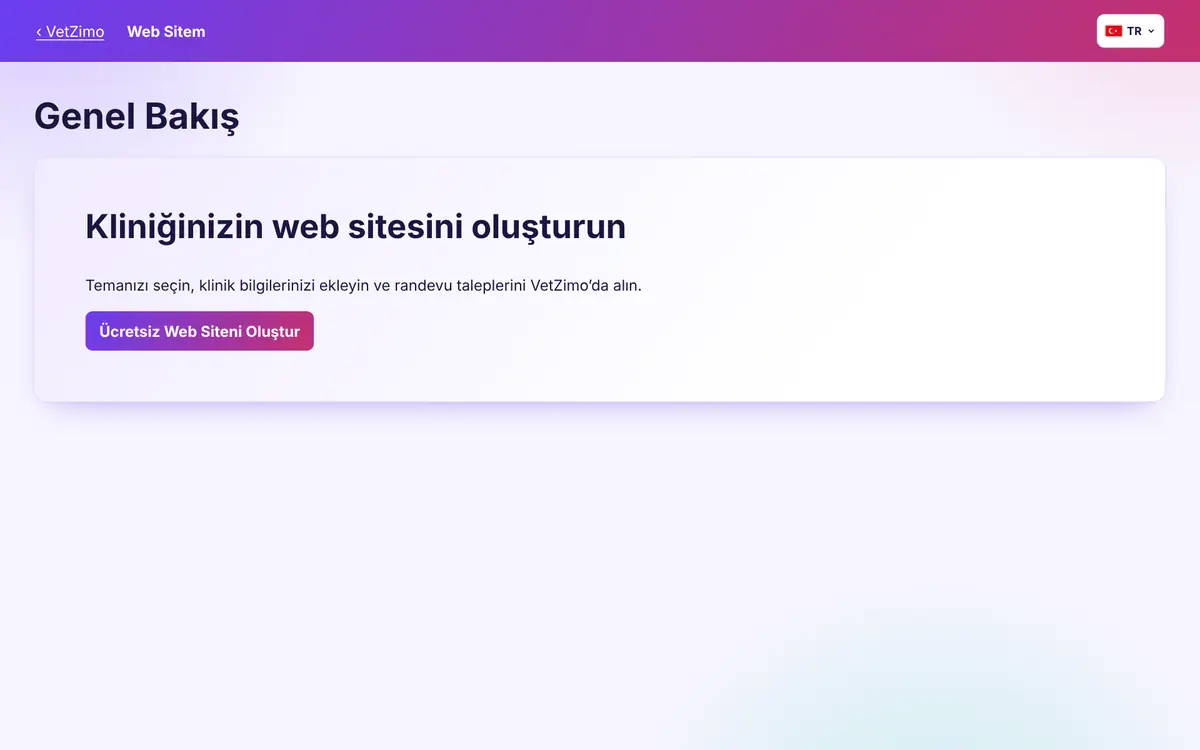 ‹ VetZimo Web Sitem TR
Genel Bakış
Kliniğinizin web sitesini oluşturun
Temanızı seçin, klinik bilgilerinizi ekleyin ve randevu taleplerini VetZimo’da alın.
Ücretsiz Web Siteni Oluştur